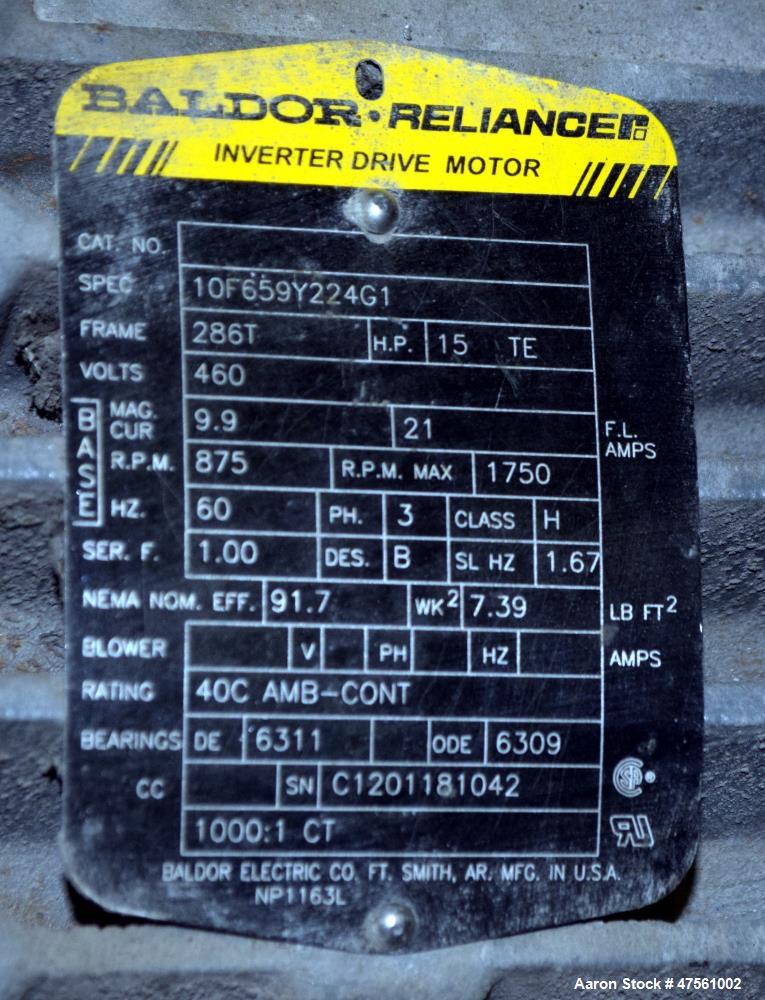 BALDOR · RELIANCER
INVERTER DRIVE MOTOR
CAT. NO.
SPEC 10F659Y224G1
FRAME 286T H.P. 15 TE
VOLTS 460
BASE
MAG. CUR 9.9 21 F.L. AMPS
R.P.M. 875 R.P.M. MAX 1750
HZ. 60 PH. 3 CLASS H
SER. F. 1.00 DES. B SL HZ 1.67
NEMA NOM. EFF. 91.7 WK2 7.39 LB FT2
BLOWER V PH HZ AMPS
RATING 40C AMB-CONT
BEARINGS DE 6311 ODE 6309
CC SN C1201181042
1000:1 CT
BALDOR ELECTRIC CO. FT. SMITH, AR. MFG. IN U.S.A.
NP1163L
Aaron Stock # 47561002